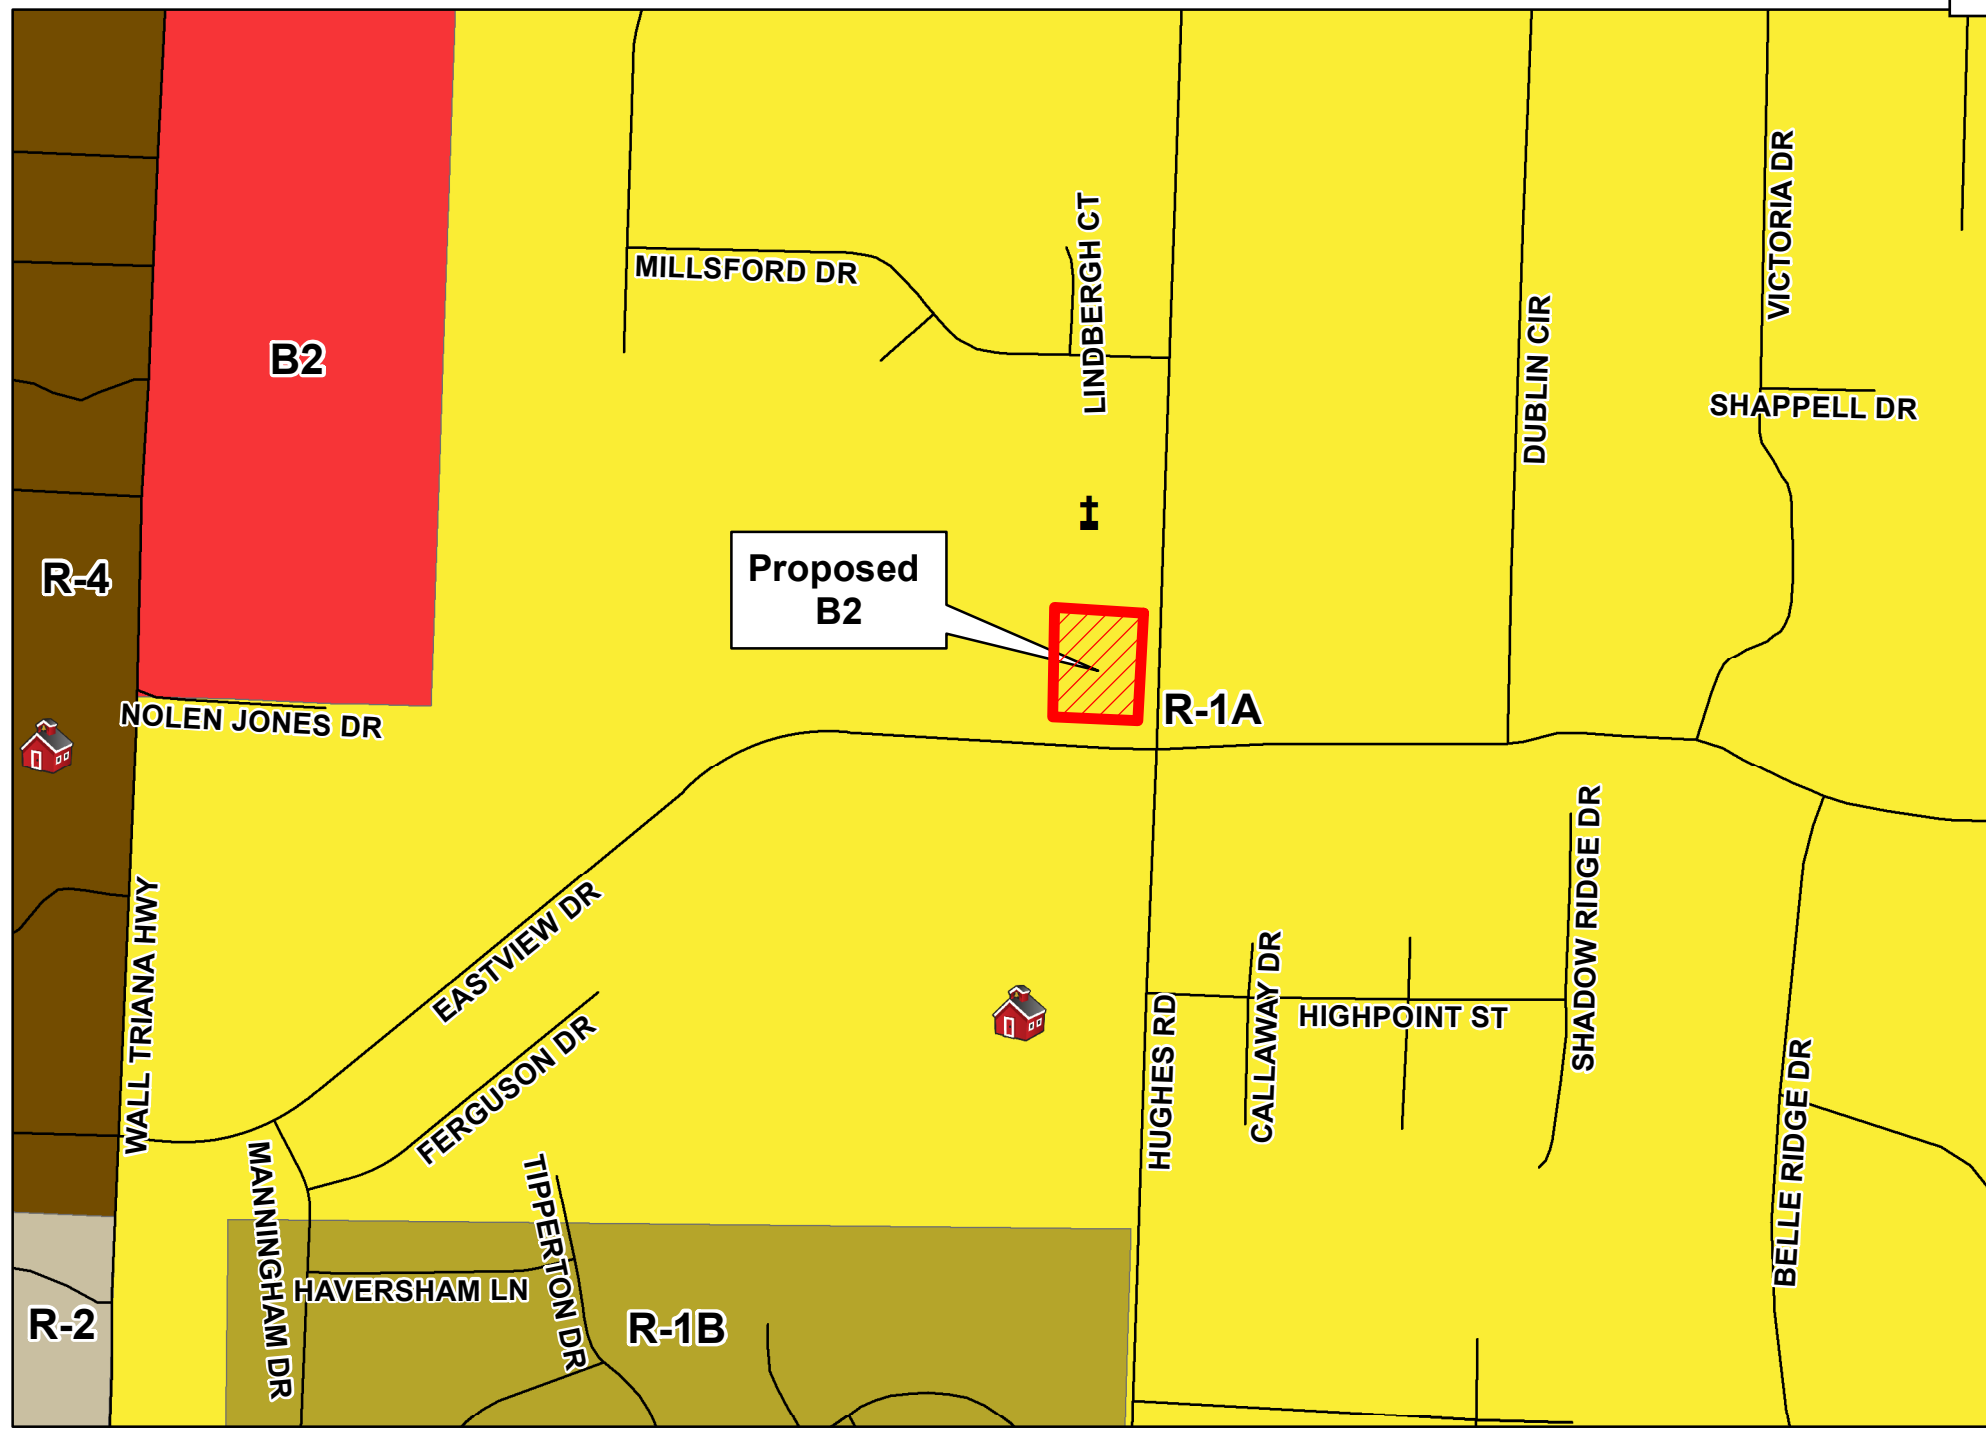 VICTORIA DR
LINDBERGH CT
MILLSFORD DR
B2
DUBLIN CIR
SHAPPELL DR
Proposed
B2
R-4
R-1A
NOLEN JONES DR
SHADOW RIDGE DR
WALL TRIANA HWY
EASTVIEW DR
CALLAWAY DR
HUGHES RD
HIGHPOINT ST
FERGUSON DR
BELLE RIDGE DR
MANNINGHAM DR
TIPPERTON DR
HAVERSHAM LN
R-2
R-1B